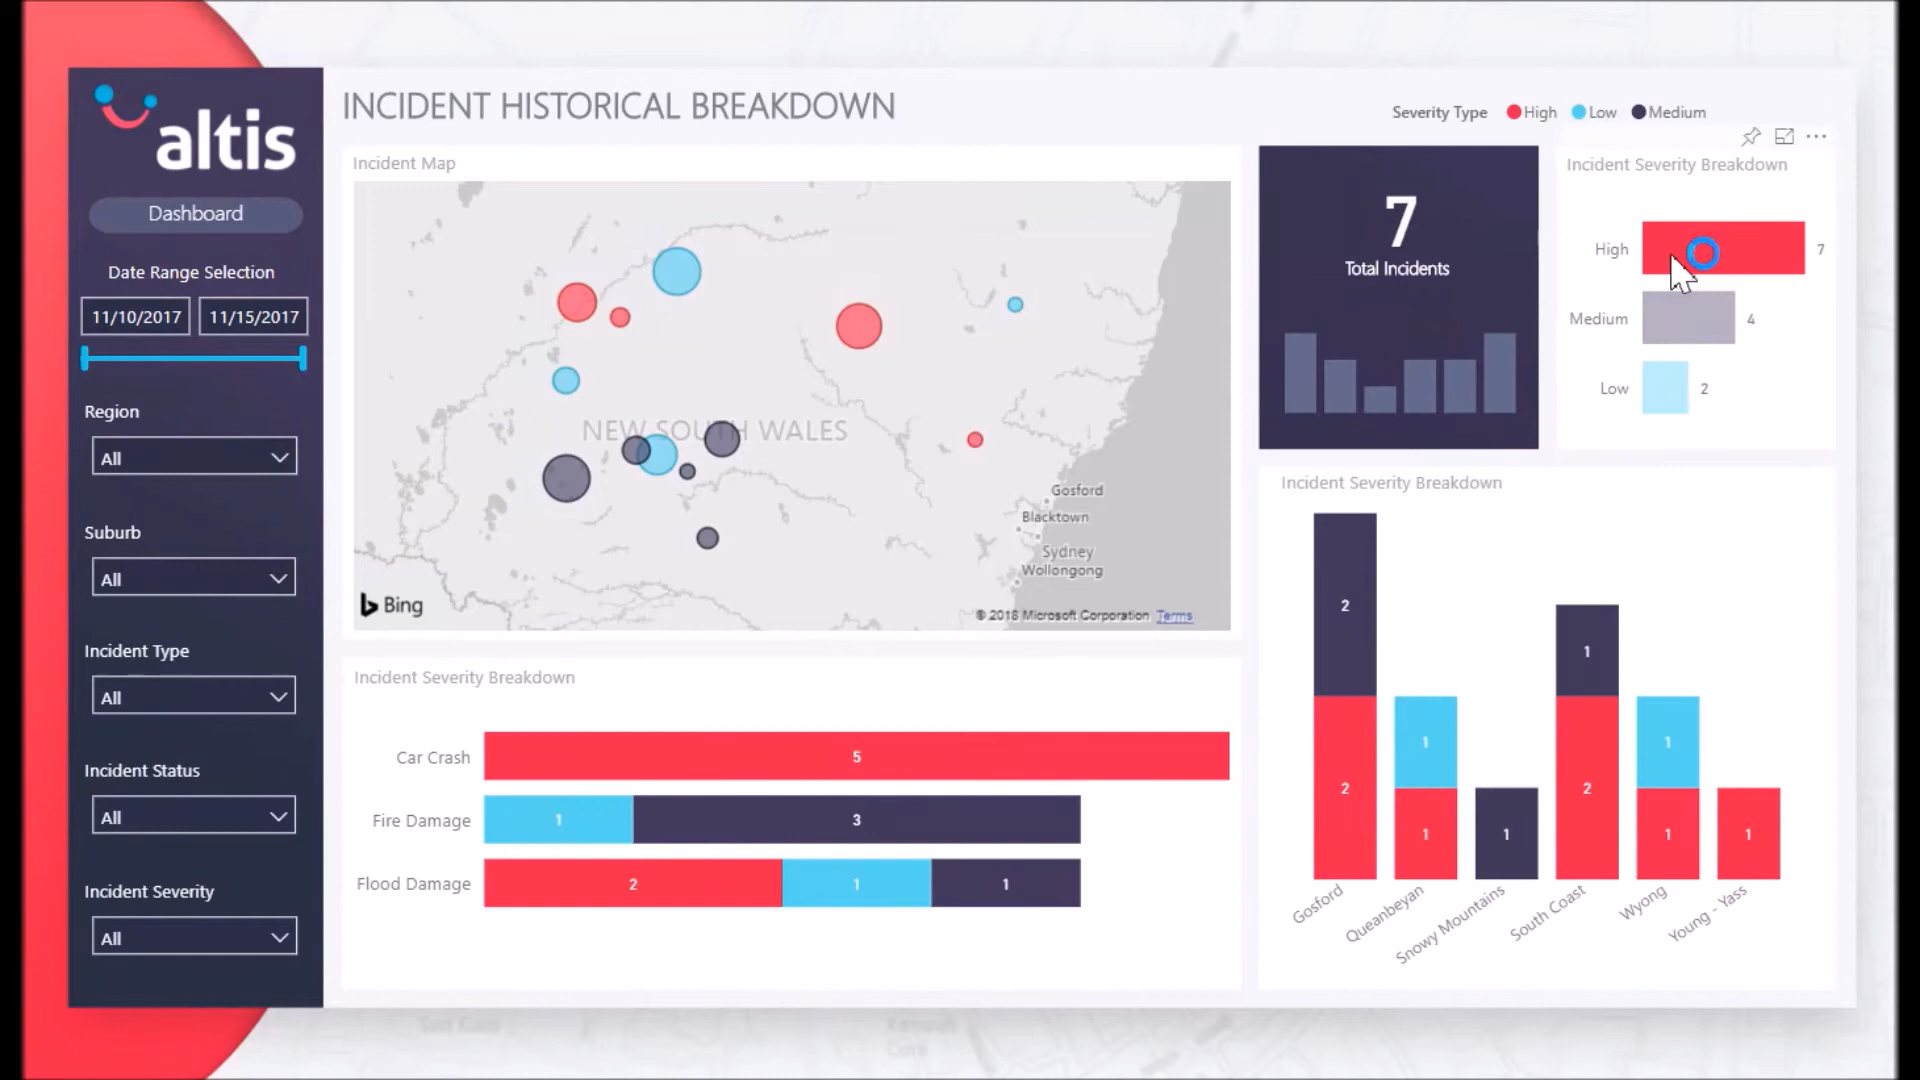 altis
Dashboard
Date Range Selection
11/10/2017 11/15/2017
Region
All
Suburb
All
Incident Type
All
Incident Status
All
Incident Severity
All
INCIDENT HISTORICAL BREAKDOWN
Severity Type High Low Medium
Incident Map
NEW SOUTH WALES
Gosford
Blacktown
Sydney
Wollongong
Bing
© 2018 Microsoft Corporation Terms
7
Total Incidents
Incident Severity Breakdown
High 7
Medium 4
Low 2
Incident Severity Breakdown
Car Crash 5
Fire Damage 1 3
Flood Damage 2 1 1
Incident Severity Breakdown
2
1
1 1
2 1 1 2 1 1
Gosford Queanbeyan Snowy Mountains South Coast Wyong Young - Yass